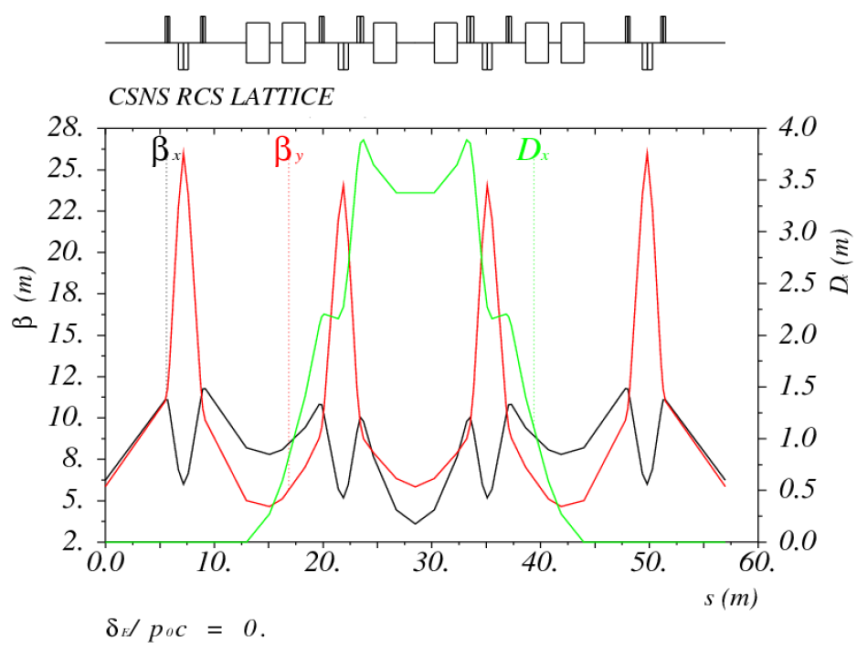 CSNS RCS LATTICE
βx βy Dx
28. 4.0
25. 3.5
22. 3.0
20. 2.5
18. 2.0
15. 1.5
12. 1.0
10. 0.5
8. 0.0
5.
2.
β (m)
Dx (m)
0.0 10. 20. 30. 40. 50. 60.
s (m)
δE/ p0c = 0.